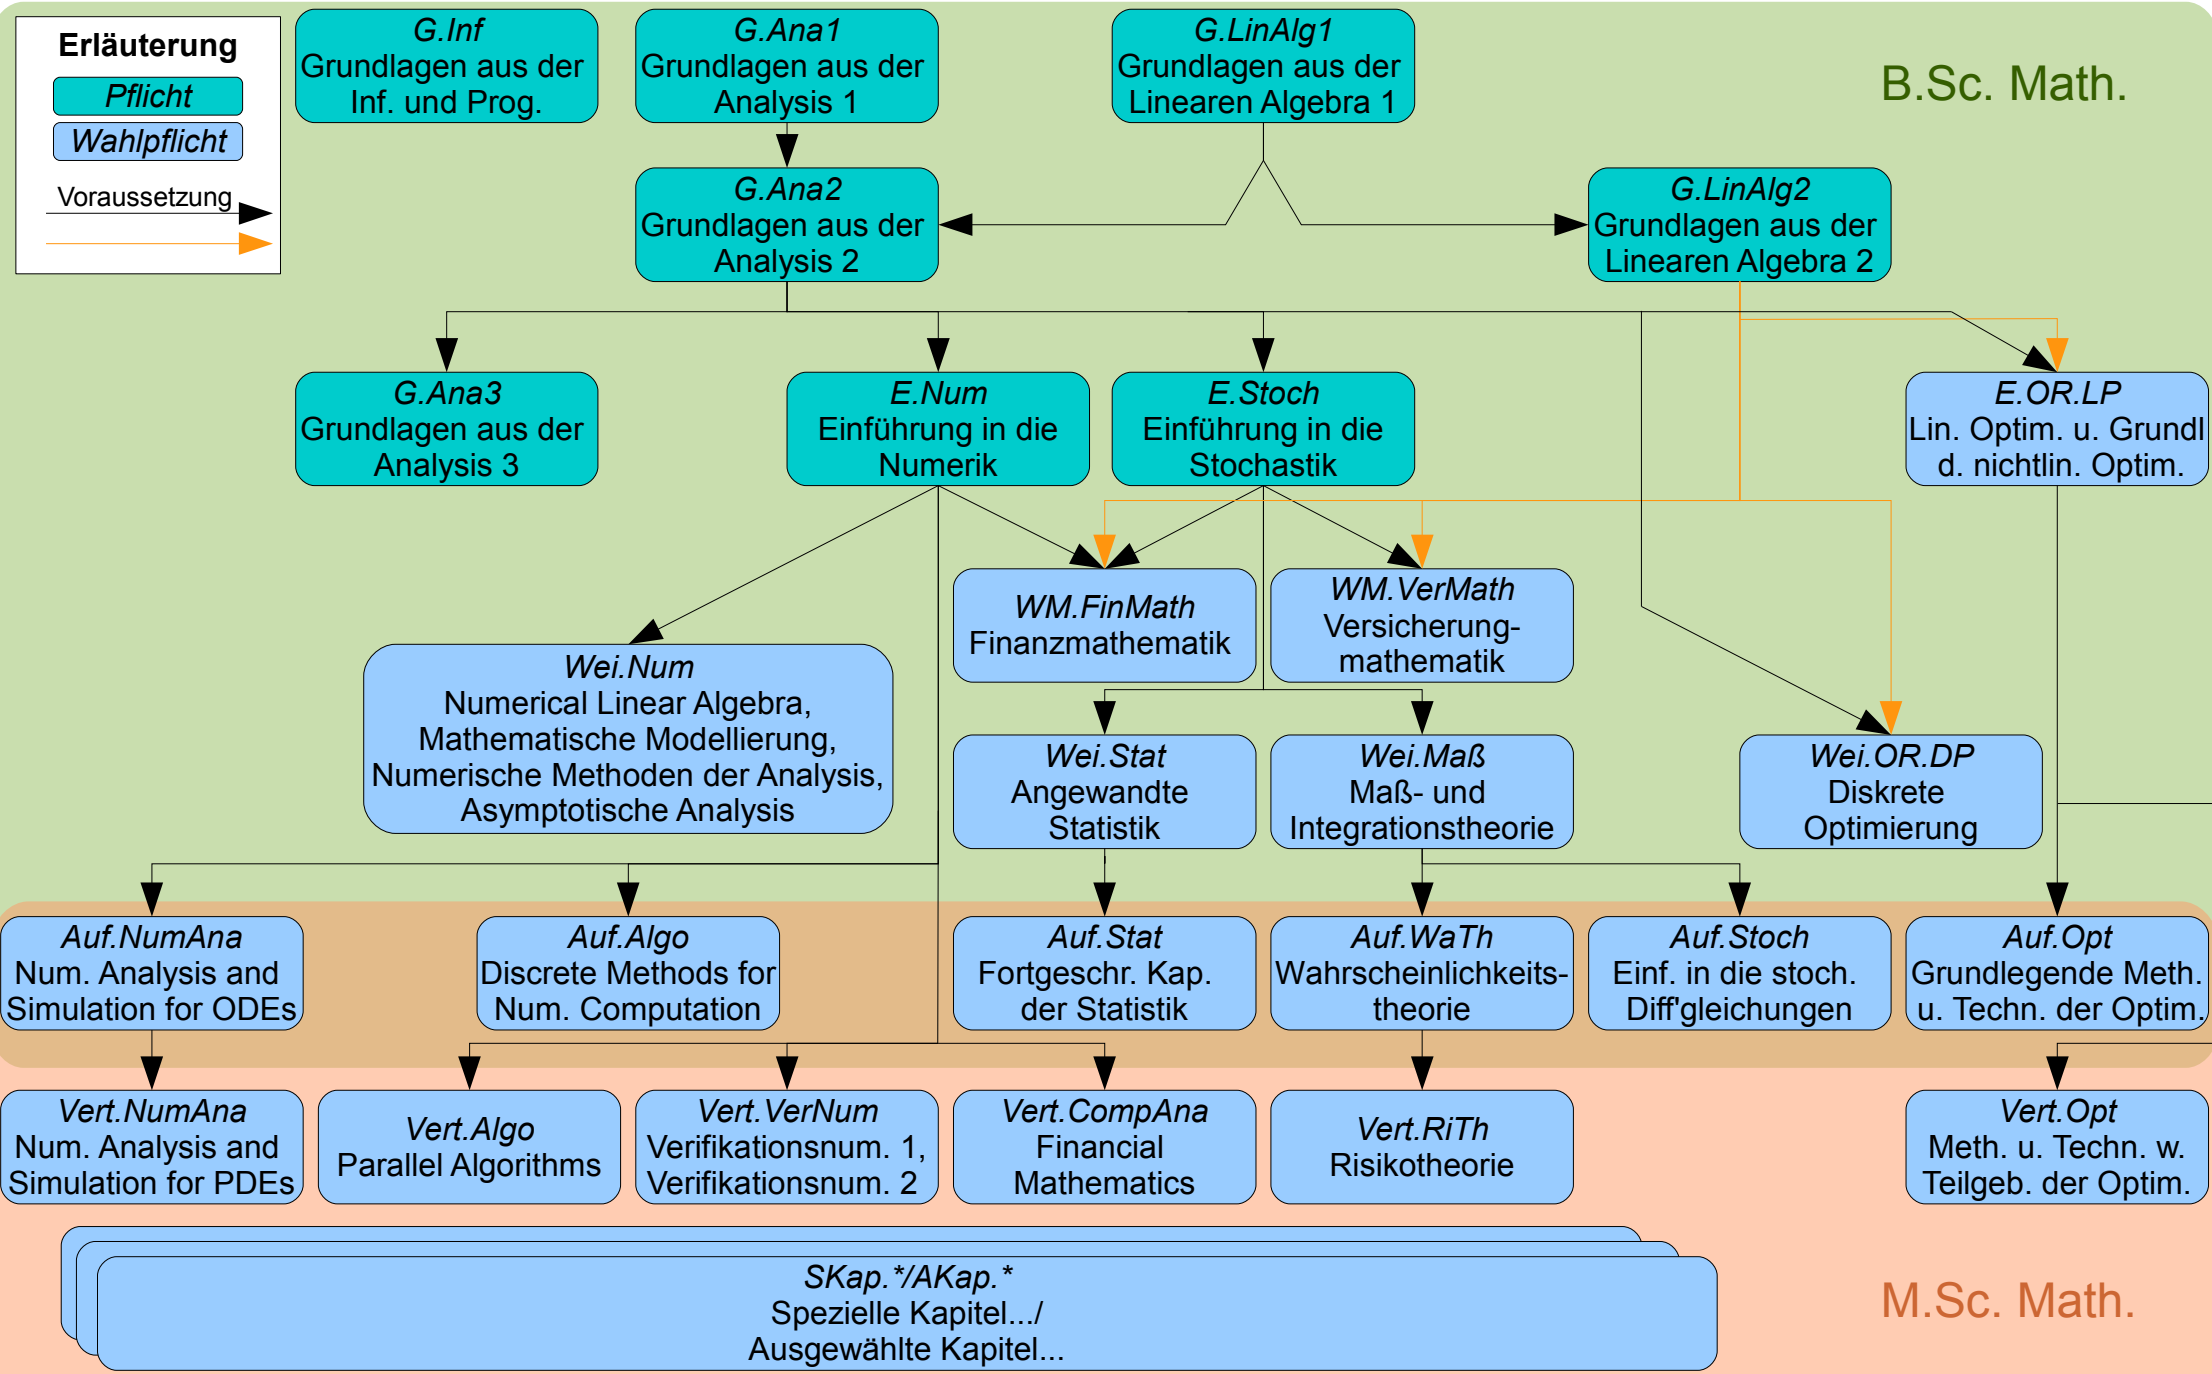 Erläuterung
Pflicht
Wahlpflicht
Voraussetzung
G.Inf
Grundlagen aus der
Inf. und Prog.
G.Ana1
Grundlagen aus der
Analysis 1
G.LinAlg1
Grundlagen aus der
Linearen Algebra 1
B.Sc. Math.
G.Ana2
Grundlagen aus der
Analysis 2
G.LinAlg2
Grundlagen aus der
Linearen Algebra 2
G.Ana3
Grundlagen aus der
Analysis 3
E.Num
Einführung in die
Numerik
E.Stoch
Einführung in die
Stochastik
E.OR.LP
Lin. Optim. u. Grundl
d. nichtlin. Optim.
WM.FinMath
Finanzmathematik
WM.VerMath
Versicherung-
mathematik
Wei.Num
Numerical Linear Algebra,
Mathematische Modellierung,
Numerische Methoden der Analysis,
Asymptotische Analysis
Wei.Stat
Angewandte
Statistik
Wei.Maß
Maß- und
Integrationstheorie
Wei.OR.DP
Diskrete
Optimierung
Auf.NumAna
Num. Analysis and
Simulation for ODEs
Auf.Algo
Discrete Methods for
Num. Computation
Auf.Stat
Fortgeschr. Kap.
der Statistik
Auf.WaTh
Wahrscheinlichkeits-
theorie
Auf.Stoch
Einf. in die stoch.
Diff'gleichungen
Auf.Opt
Grundlegende Meth.
u. Techn. der Optim.
Vert.NumAna
Num. Analysis and
Simulation for PDEs
Vert.Algo
Parallel Algorithms
Vert.VerNum
Verifikationsnum. 1,
Verifikationsnum. 2
Vert.CompAna
Financial
Mathematics
Vert.RiTh
Risikotheorie
Vert.Opt
Meth. u. Techn. w.
Teilgeb. der Optim.
SKap.*/AKap.*
Spezielle Kapitel.../
Ausgewählte Kapitel...
M.Sc. Math.